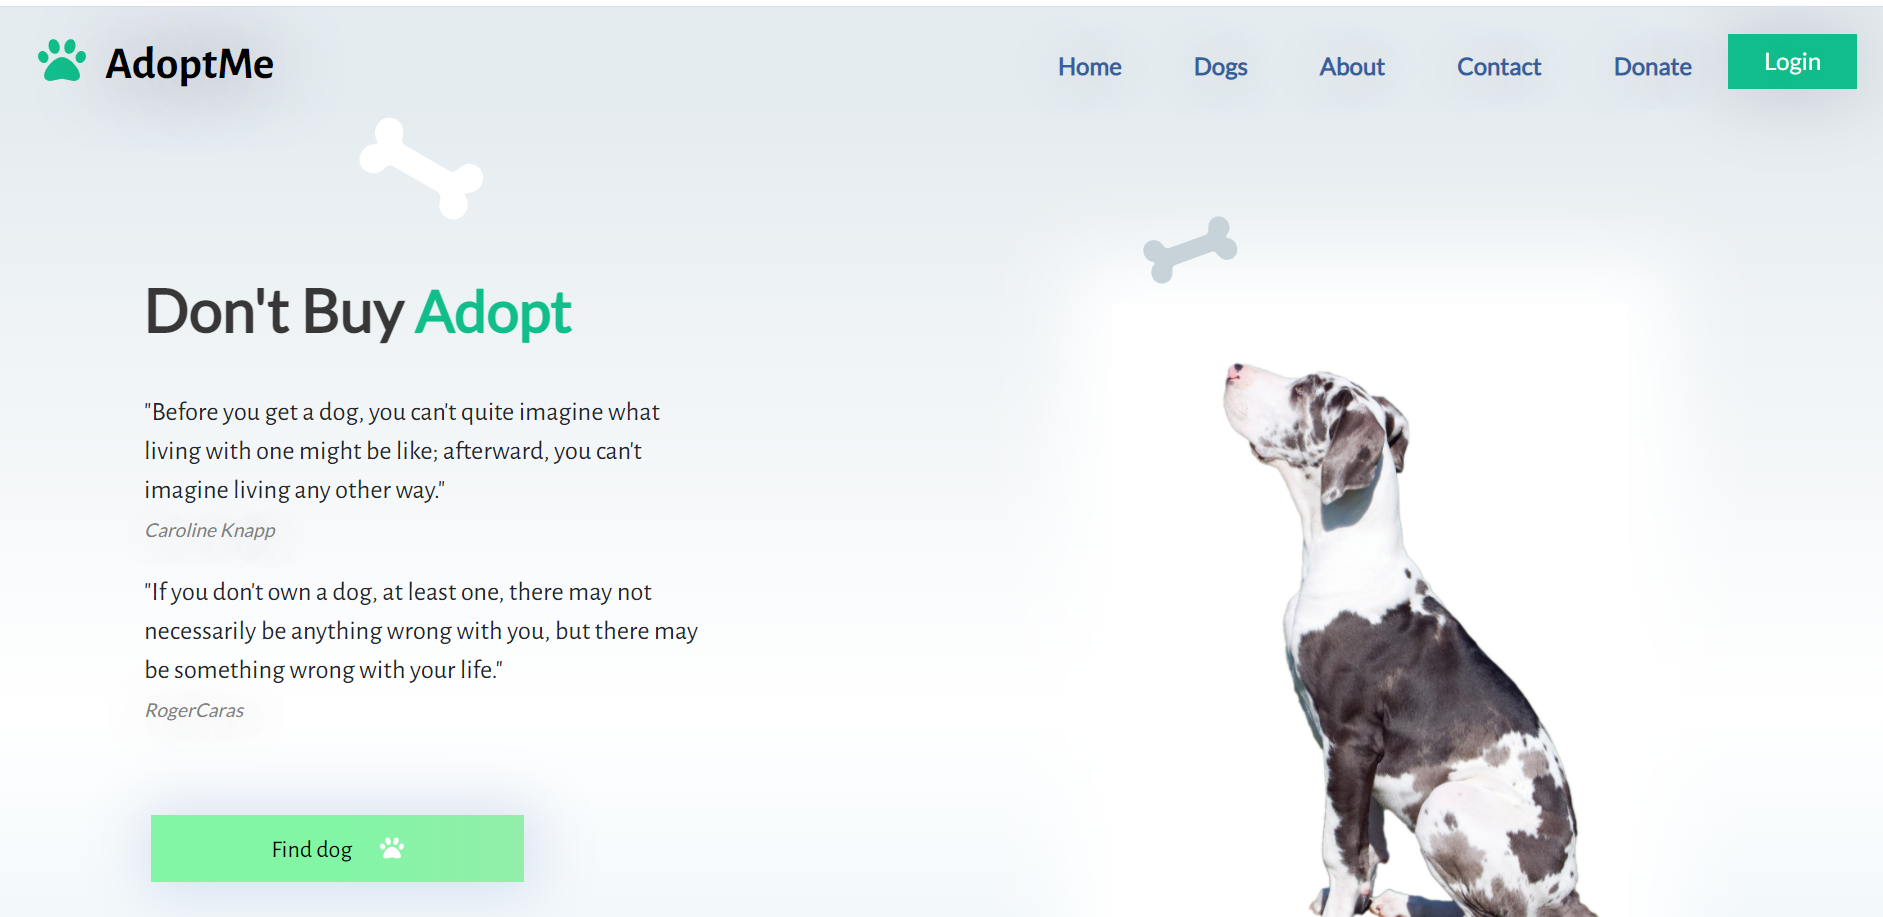 AdoptMe
Home
Dogs
About
Contact
Donate
Login
Don't Buy Adopt
"Before you get a dog, you can't quite imagine what
living with one might be like; afterward, you can't
imagine living any other way."
Caroline Knapp
"If you don't own a dog, at least one, there may not
necessarily be anything wrong with you, but there may
be something wrong with your life."
RogerCaras
Find dog